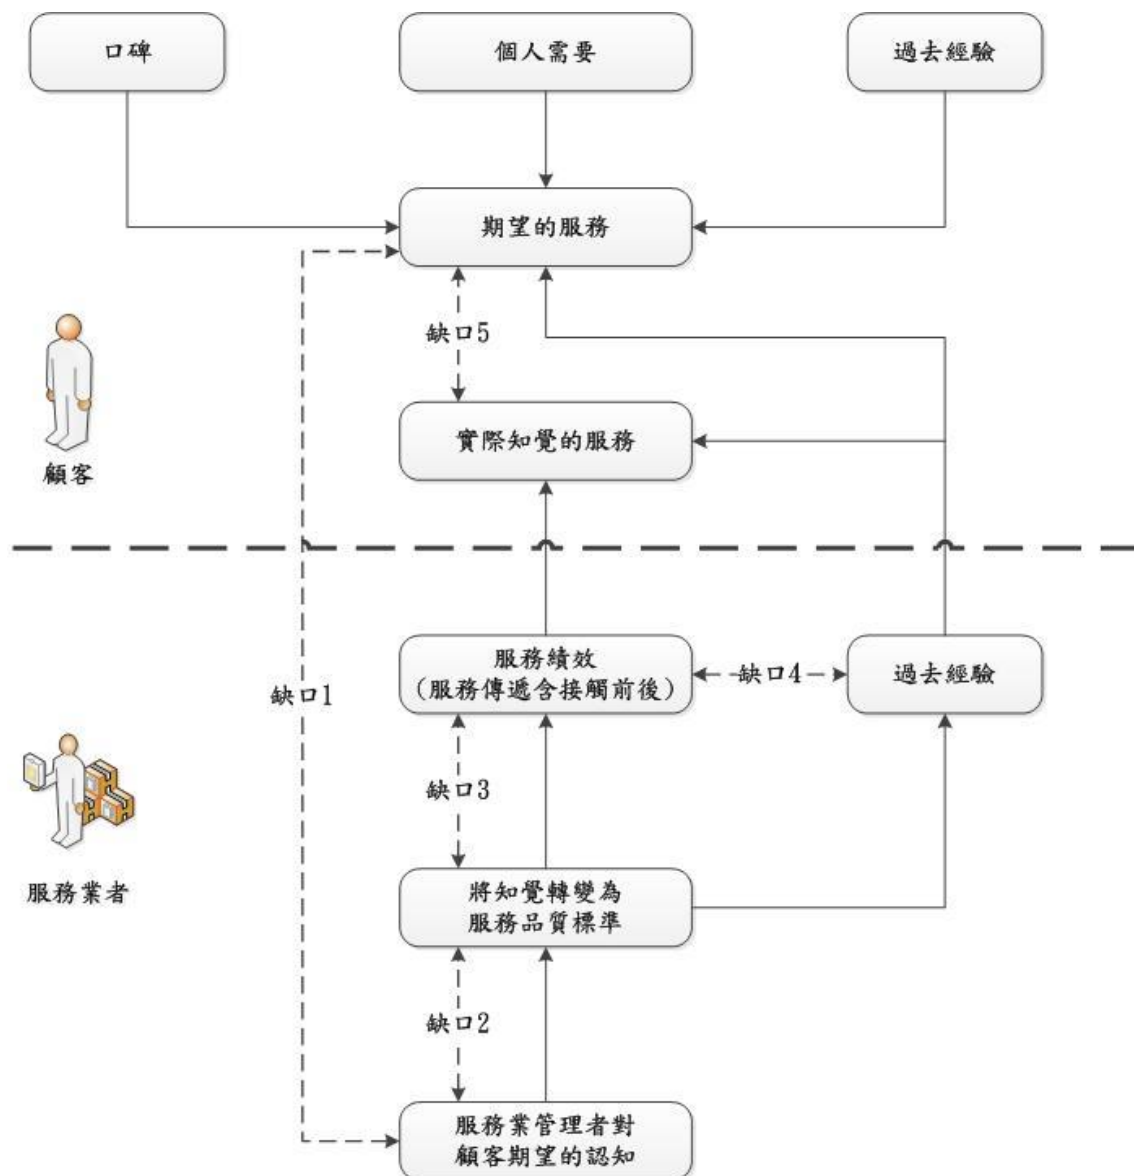 口碑
個人需要
過去經驗
期望的服務
缺口5
實際知覺的服務
顧客
服務績效
（服務傳遞含接觸前後）
缺口4
過去經驗
缺口1
缺口3
服務業者
將知覺轉變為
服務品質標準
缺口2
服務業管理者對
顧客期望的認知